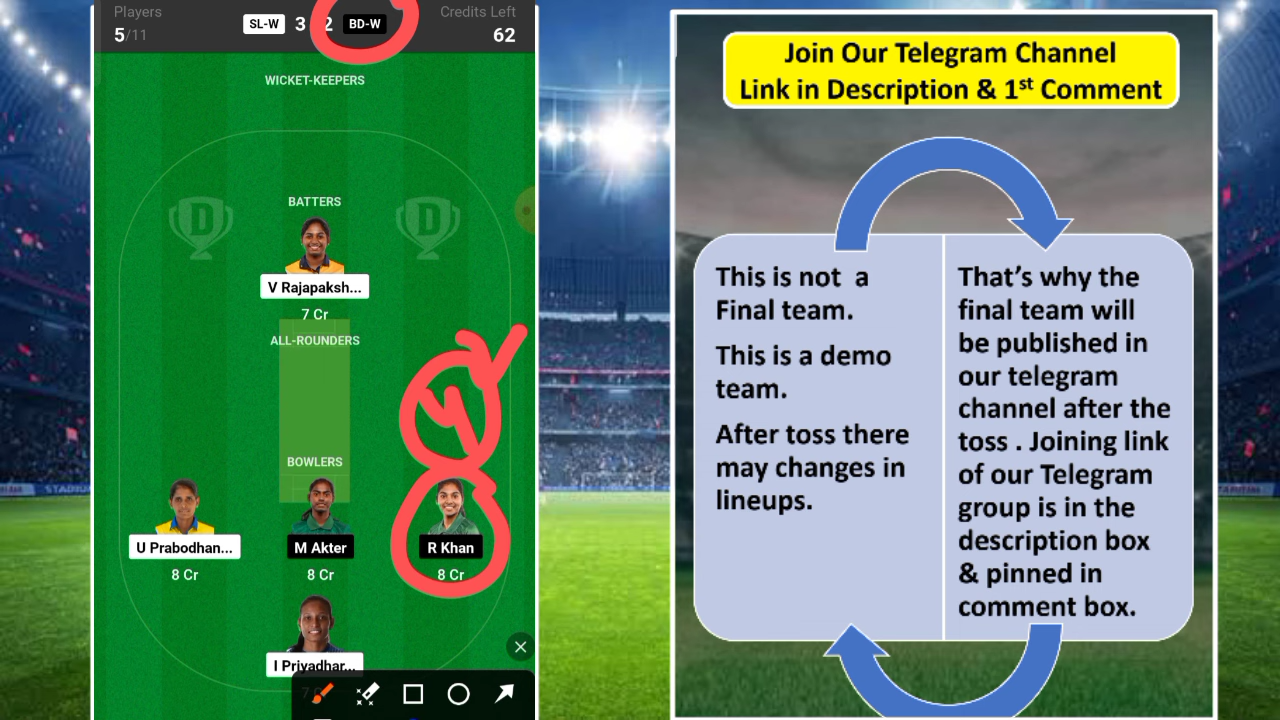 Players
5/11
SL-W 3 2 BD-W
Credits Left
62
WICKET-KEEPERS
BATTERS
D D
V Rajapaksh...
7 Cr
ALL-ROUNDERS
BOWLERS
U Prabodhan...
8 Cr
M Akter
8 Cr
R Khan
8 Cr
I Priyadhar...
Join Our Telegram Channel
Link in Description & 1st Comment
This is not a
Final team.
This is a demo
team.
After toss there
may changes in
lineups.
That's why the
final team will
be published in
our telegram
channel after the
toss . Joining link
of our Telegram
group is in the
description box
& pinned in
comment box.